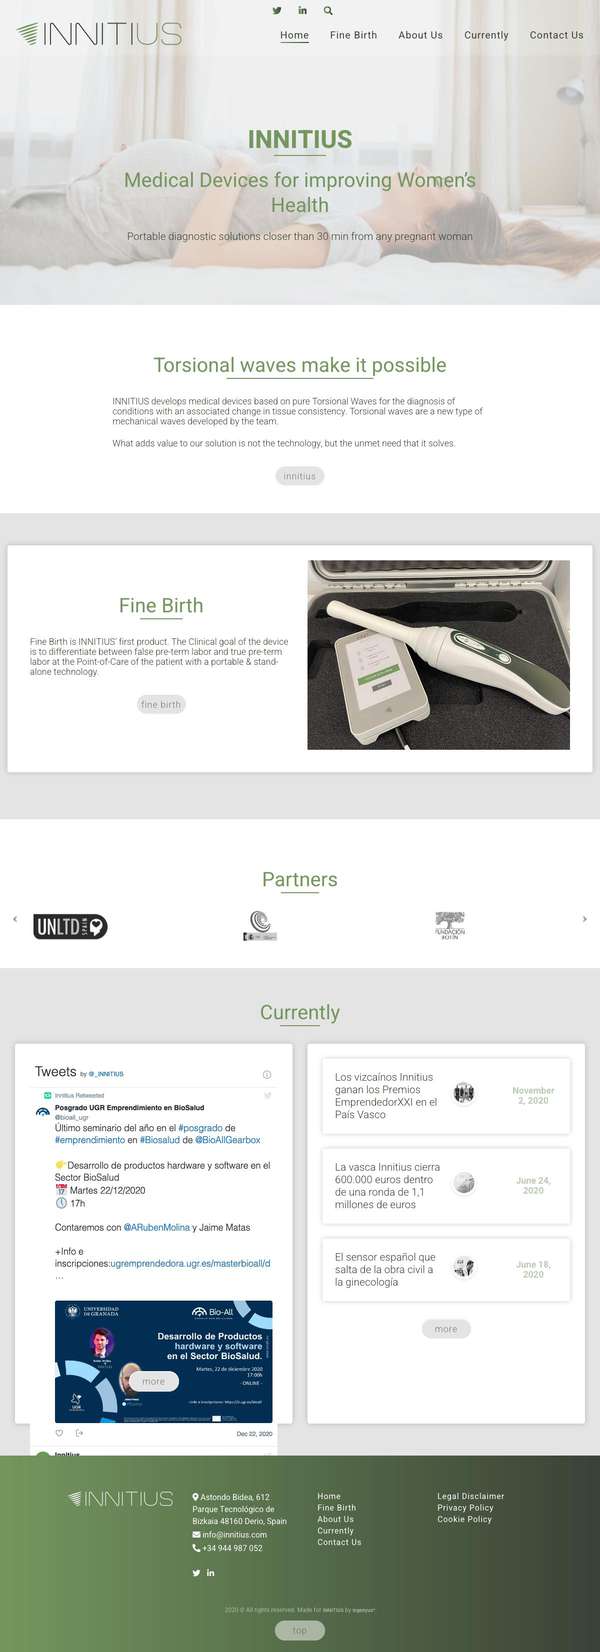 INNITIUS
Home Fine Birth About Us Currently Contact Us
INNITIUS
Medical Devices for improving Women's
Health
Portable diagnostic solutions closer than 30 min from any pregnant woman
Torsional waves make it possible
INNITIUS develops medical devices based on pure Torsional Waves for the diagnosis of
conditions with an associated change in tissue consistency. Torsional waves are a new type of
mechanical waves developed by the team.
What adds value to our solution is not the technology, but the unmet need that it solves.
innitius
Fine Birth
Fine Birth is INNITIUS' first product. The Clinical goal of the device
is to differentiate between false pre-term labor and true pre-term
labor at the Point-of-Care of the patient with a portable & stand-
alone technology.
fine birth
Partners
UNLTD
SPAIN
FUNDACIÓN
BOTÍN
Currently
Tweets by @_INNITIUS
Innitius Retweeted
Posgrado UGR Emprendimiento en BioSalud
@bioall_ugr
Último seminario del año en el #posgrado de
#emprendimiento en #Biosalud de @BioAllGearbox
👉Desarrollo de productos hardware y software en el
Sector BioSalud
📅 Martes 22/12/2020
🕔 17h
Contaremos con @ARubenMolina y Jaime Matas
+Info e
inscripciones:ugremprendedora.ugr.es/masterbioall/d
…
UNIVERSIDAD
DE GRANADA
Bio-All
Desarrollo de Productos
hardware y software
en el Sector BioSalud.
Martes, 22 de diciembre 2020
17:00h
- ONLINE -
more
Dec 22, 2020
Innitius
Los vizcaínos Innitius
ganan los Premios
EmprendedorXXI en el
País Vasco
November
2, 2020
La vasca Innitius cierra
600.000 euros dentro
de una ronda de 1,1
millones de euros
June 24,
2020
El sensor español que
salta de la obra civil a
la ginecología
June 18,
2020
more
INNITIUS
Astondo Bidea, 612
Parque Tecnológico de
Bizkaia 48160 Derio, Spain
info@innitius.com
+34 944 987 052
Home
Fine Birth
About Us
Currently
Contact Us
Legal Disclaimer
Privacy Policy
Cookie Policy
2020 © All rights reserved. Made for INNITIUS by
top